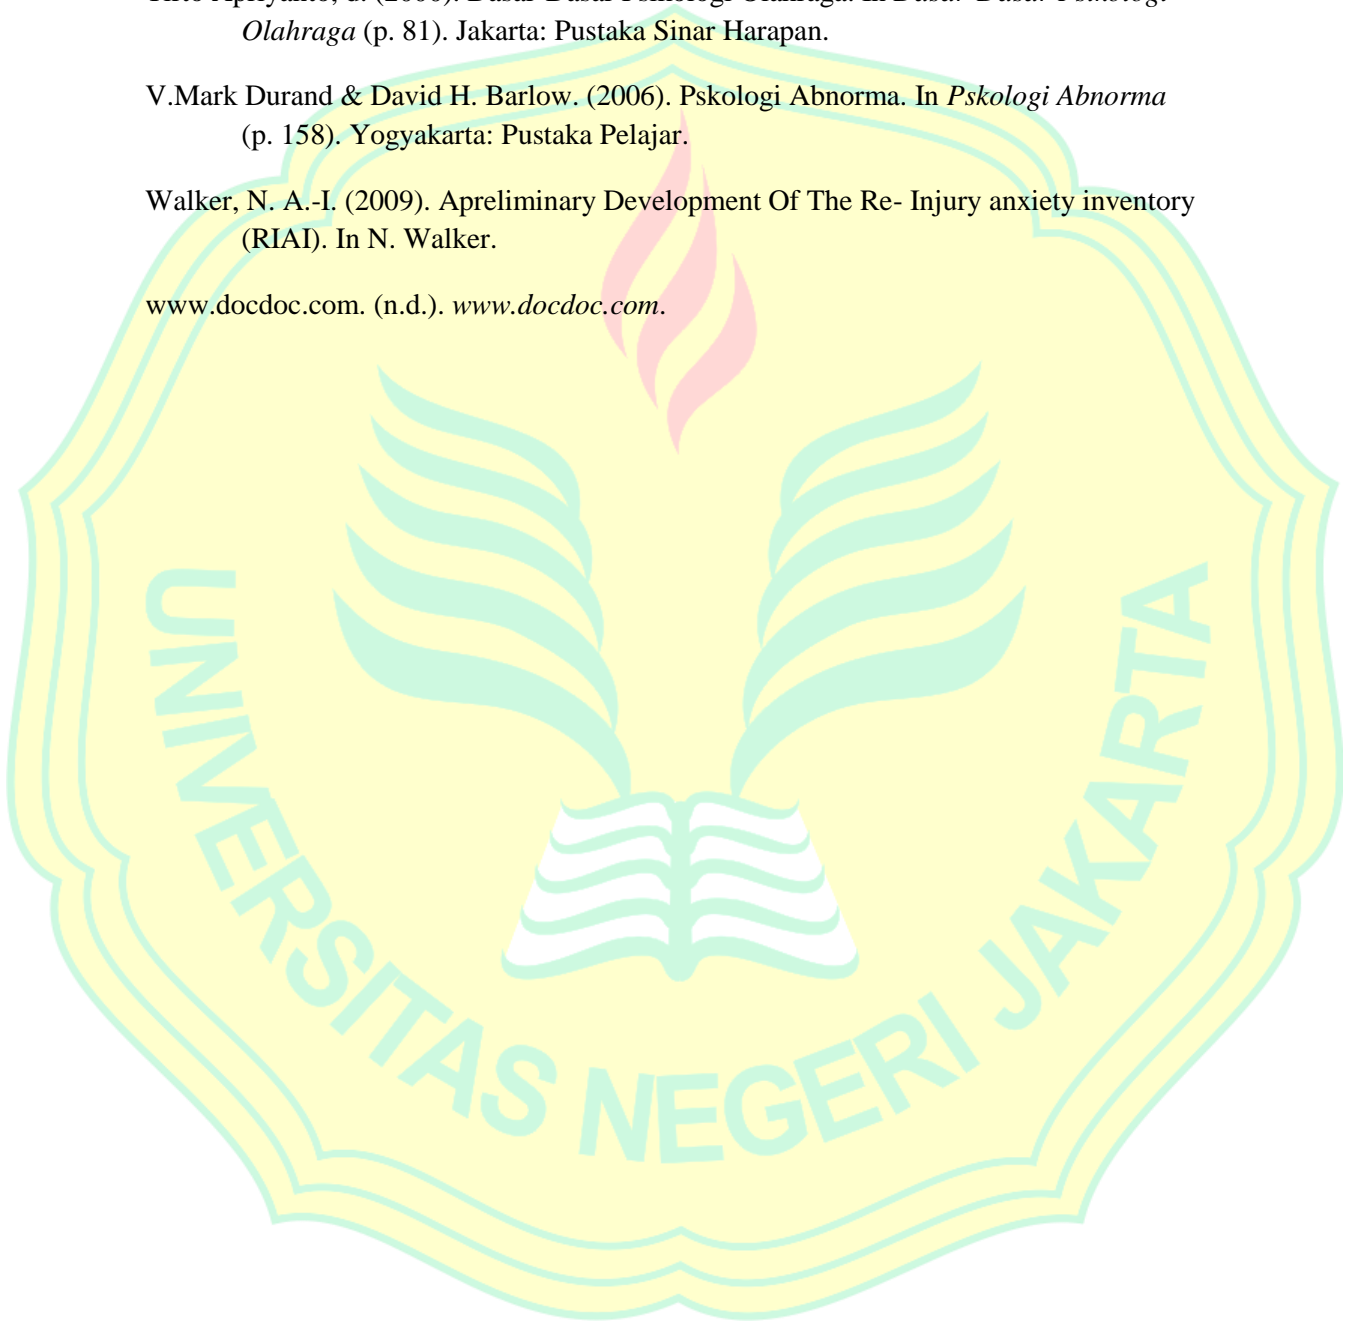 Olahraga (p. 81). Jakarta: Pustaka Sinar Harapan.
V.Mark Durand & David H. Barlow. (2006). Pskologi Abnorma. In Pskologi Abnorma
(p. 158). Yogyakarta: Pustaka Pelajar.
Walker, N. A.-I. (2009). Apreliminary Development Of The Re- Injury anxiety inventory
(RIAI). In N. Walker.
www.docdoc.com. (n.d.). www.docdoc.com.
UNIVERSITAS NEGERI JAKARTA